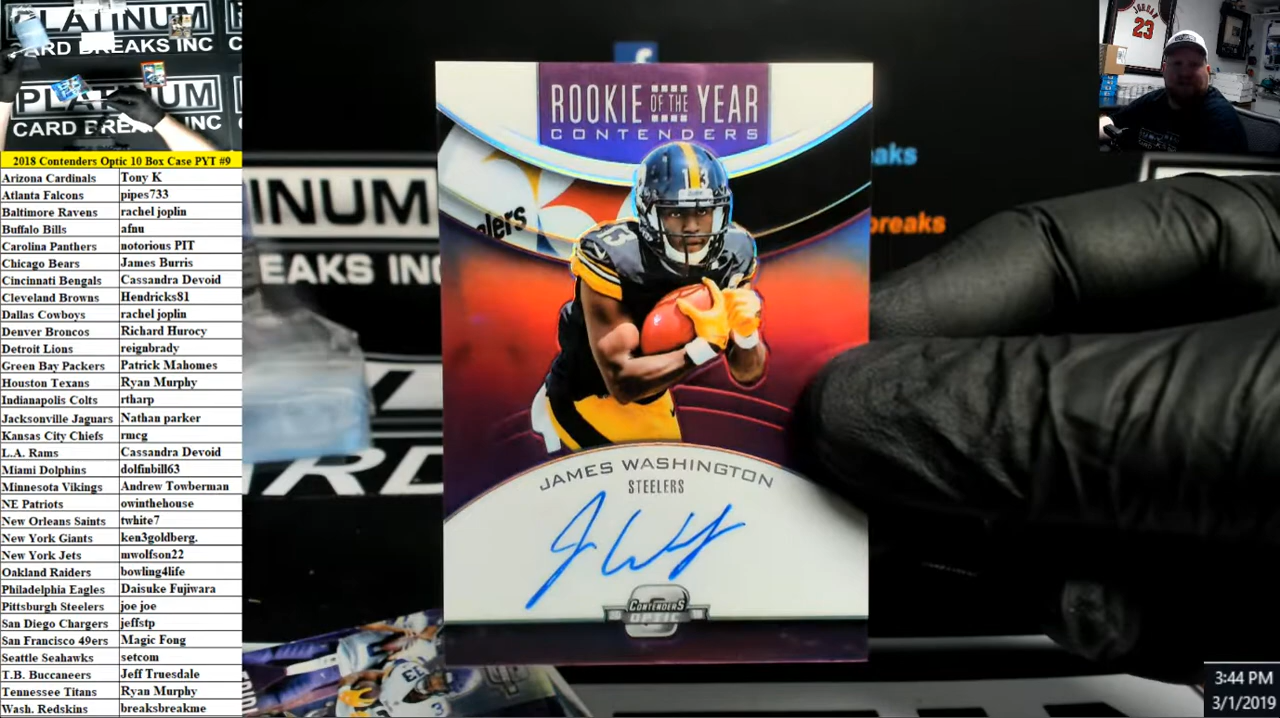 PLATINUM
CARD BREAKS INC
PLATINUM
CARD BREAKS INC
2018 Contenders Optic 10 Box Case PYT #9
Arizona Cardinals Tony K
Atlanta Falcons pipes733
Baltimore Ravens rachel joplin
Buffalo Bills afnu
Carolina Panthers notorious PIT
Chicago Bears James Burris
Cincinnati Bengals Cassandra Devoid
Cleveland Browns Hendricks81
Dallas Cowboys rachel joplin
Denver Broncos Richard Hurocy
Detroit Lions reignbrady
Green Bay Packers Patrick Mahomes
Houston Texans Ryan Murphy
Indianapolis Colts rtharp
Jacksonville Jaguars Nathan parker
Kansas City Chiefs rmcg
L.A. Rams Cassandra Devoid
Miami Dolphins dolfinbill63
Minnesota Vikings Andrew Towberman
NE Patriots owinthehouse
New Orleans Saints twhite7
New York Giants ken3goldberg.
New York Jets mwolfson22
Oakland Raiders bowling4life
Philadelphia Eagles Daisuke Fujiwara
Pittsburgh Steelers joe joe
San Diego Chargers jeffstp
San Francisco 49ers Magic Fong
Seattle Seahawks setcom
T.B. Buccaneers Jeff Truesdale
Tennessee Titans Ryan Murphy
Wash. Redskins breaksbreakme
INUM
EAKS INC
ROOKIE OF THE YEAR
CONTENDERS
elers
13
13
JAMES WASHINGTON
STEELERS
CONTENDERS
OPTIC
aks
breaks
JORDAN
23
3:44 PM
3/1/2019